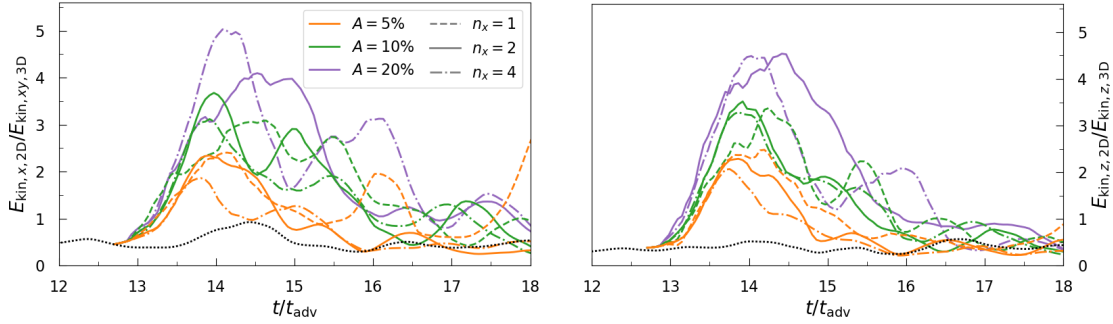 E_kin, x, 2D/E_kin, xy, 3D
5
4
3
2
1
0
A = 5%
A = 10%
A = 20%
n_x = 1
n_x = 2
n_x = 4
12 13 14 15 16 17 18
t/t_adv
12 13 14 15 16 17 18
t/t_adv
5
4
3
2
1
0
E_kin, z, 2D/E_kin, z, 3D